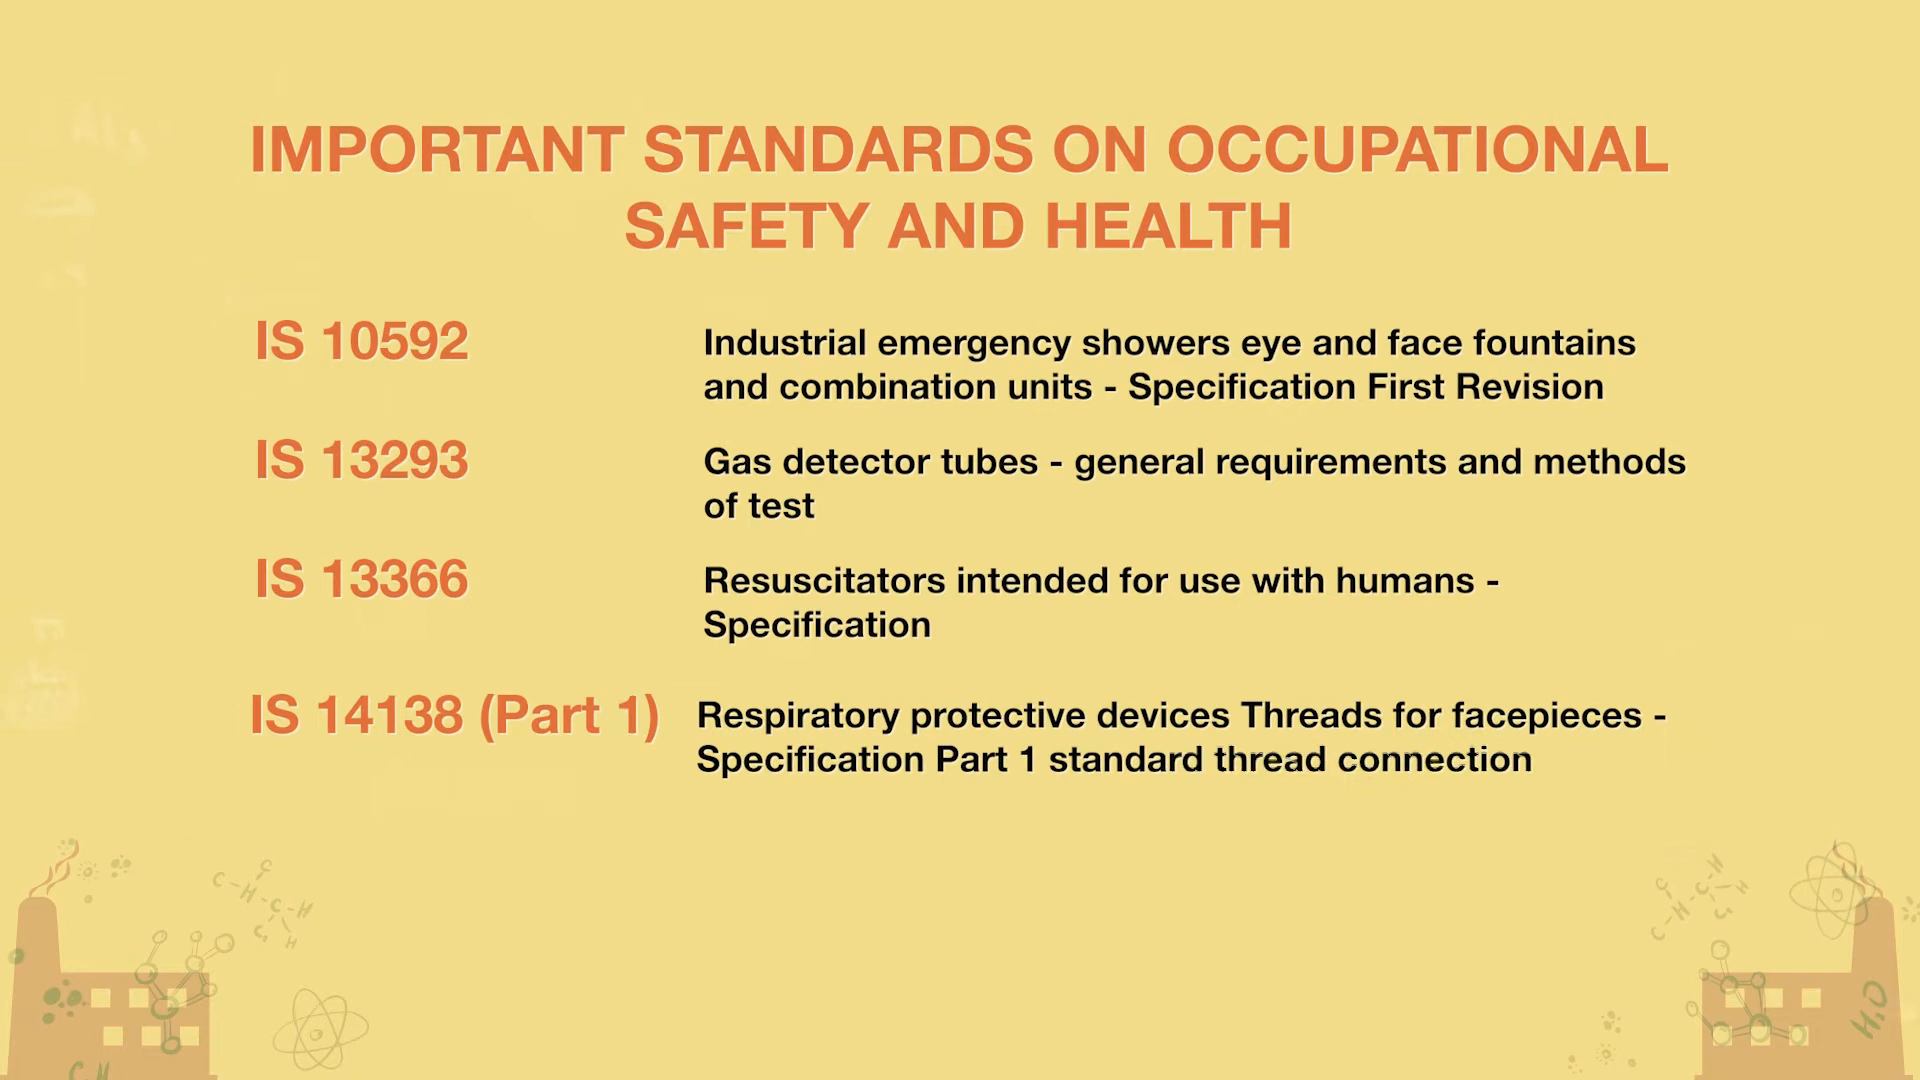 IMPORTANT STANDARDS ON OCCUPATIONAL
SAFETY AND HEALTH
IS 10592
Industrial emergency showers eye and face fountains
and combination units - Specification First Revision
IS 13293
Gas detector tubes - general requirements and methods
of test
IS 13366
Resuscitators intended for use with humans -
Specification
IS 14138 (Part 1)
Respiratory protective devices Threads for facepieces -
Specification Part 1 standard thread connection
H₂O